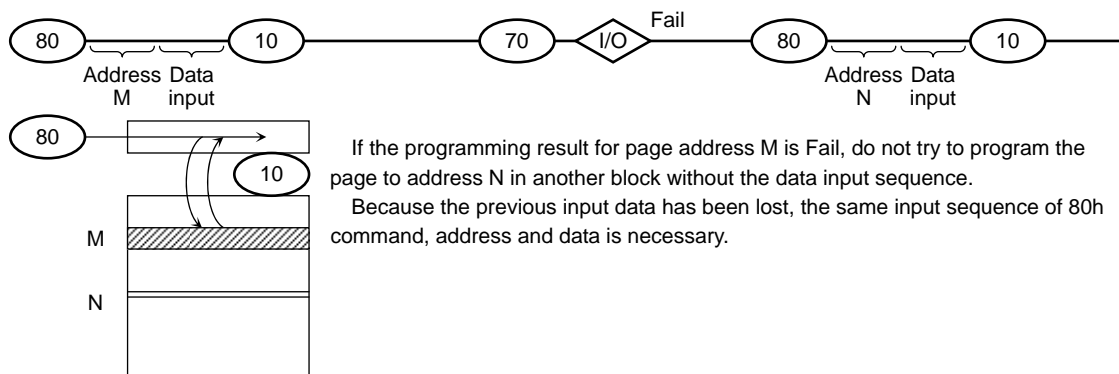 Fail
80 10 70 I/O 80 10
Address Data Address Data
M input N input
80
10
If the programming result for page address M is Fail, do not try to program the
page to address N in another block without the data input sequence.
Because the previous input data has been lost, the same input sequence of 80h
command, address and data is necessary.
M
N